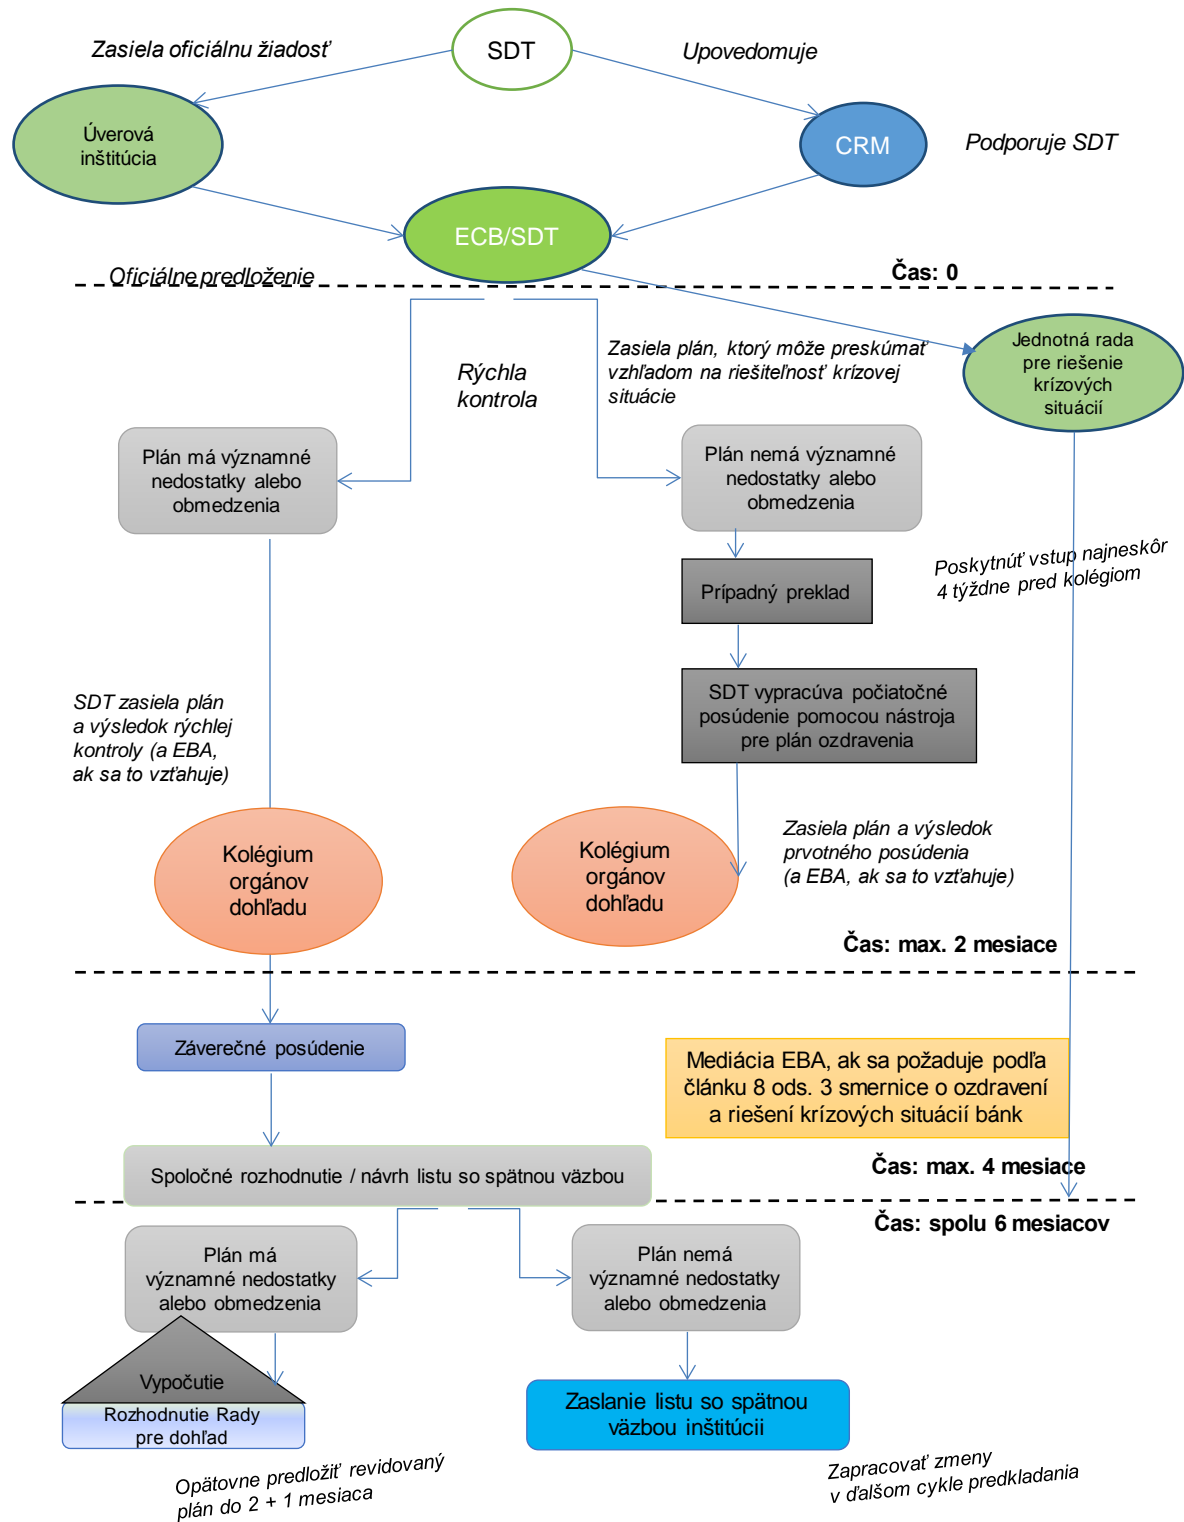 Zasiela oficiálnu žiadosť
SDT
Upovedomuje
Úverová
inštitúcia
CRM
Podporuje SDT
ECB/SDT
Oficiálne predloženie
Čas: 0
Rýchla
kontrola
Zasiela plán, ktorý môže preskúmať
vzhľadom na riešiteľnosť krízovej
situácie
Jednotná rada
pre riešenie
krízových
situácií
Plán má významné
nedostatky alebo
obmedzenia
Plán nemá významné
nedostatky alebo
obmedzenia
Poskytnúť vstup najneskôr
4 týždne pred kolégiom
Prípadný preklad
SDT vypracúva počiatočné
posúdenie pomocou nástroja
pre plán ozdravenia
SDT zasiela plán
a výsledok rýchlej
kontroly (a EBA,
ak sa to vzťahuje)
Kolégium
orgánov
dohľadu
Kolégium
orgánov
dohľadu
Zasiela plán a výsledok
prvotného posúdenia
(a EBA, ak sa to vzťahuje)
Čas: max. 2 mesiace
Záverečné posúdenie
Mediácia EBA, ak sa požaduje podľa
článku 8 ods. 3 smernice o ozdravení
a riešení krízových situácií bánk
Spoločné rozhodnutie / návrh listu so spätnou väzbou
Čas: max. 4 mesiace
Čas: spolu 6 mesiacov
Plán má
významné nedostatky
alebo obmedzenia
Plán nemá
významné nedostatky
alebo obmedzenia
Vypočutie
Rozhodnutie Rady
pre dohľad
Zaslanie listu so spätnou
väzbou inštitúcii
Opätovne predložiť revidovaný
plán do 2 + 1 mesiaca
Zapracovať zmeny
v ďalšom cykle predkladania